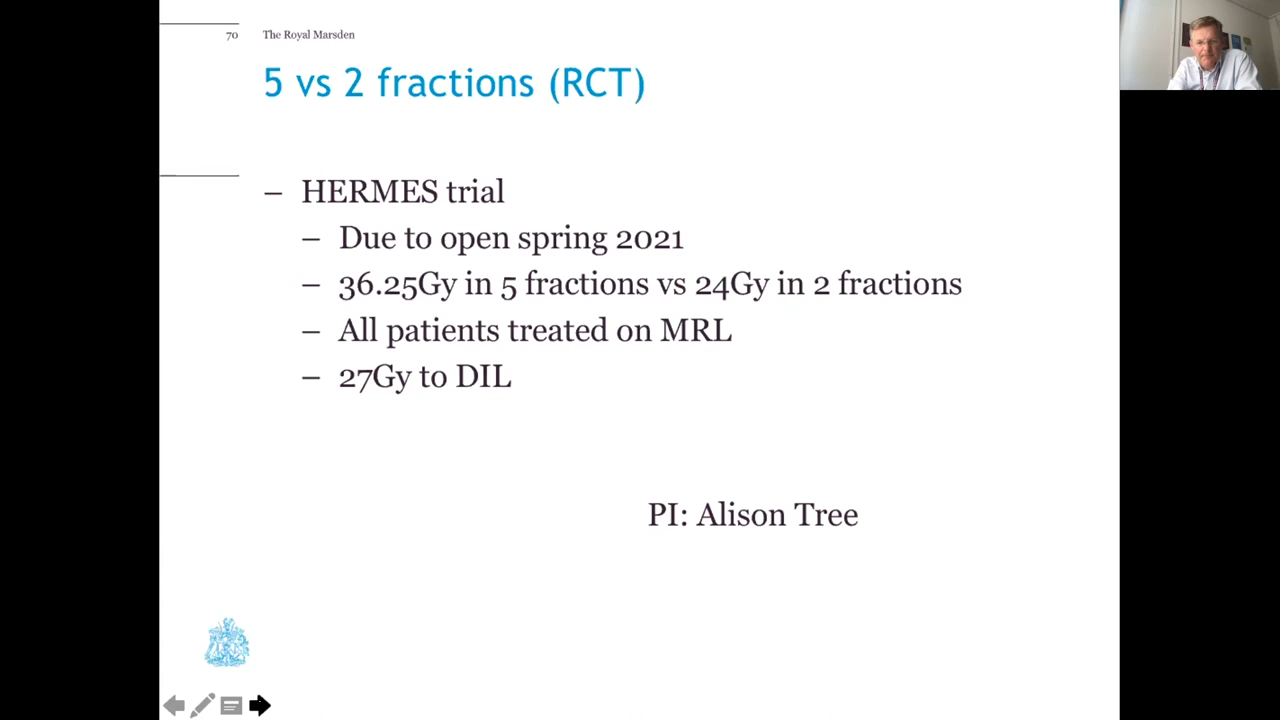 70 The Royal Marsden
5 vs 2 fractions (RCT)
– HERMES trial
– Due to open spring 2021
– 36.25Gy in 5 fractions vs 24Gy in 2 fractions
– All patients treated on MRL
– 27Gy to DIL
PI: Alison Tree